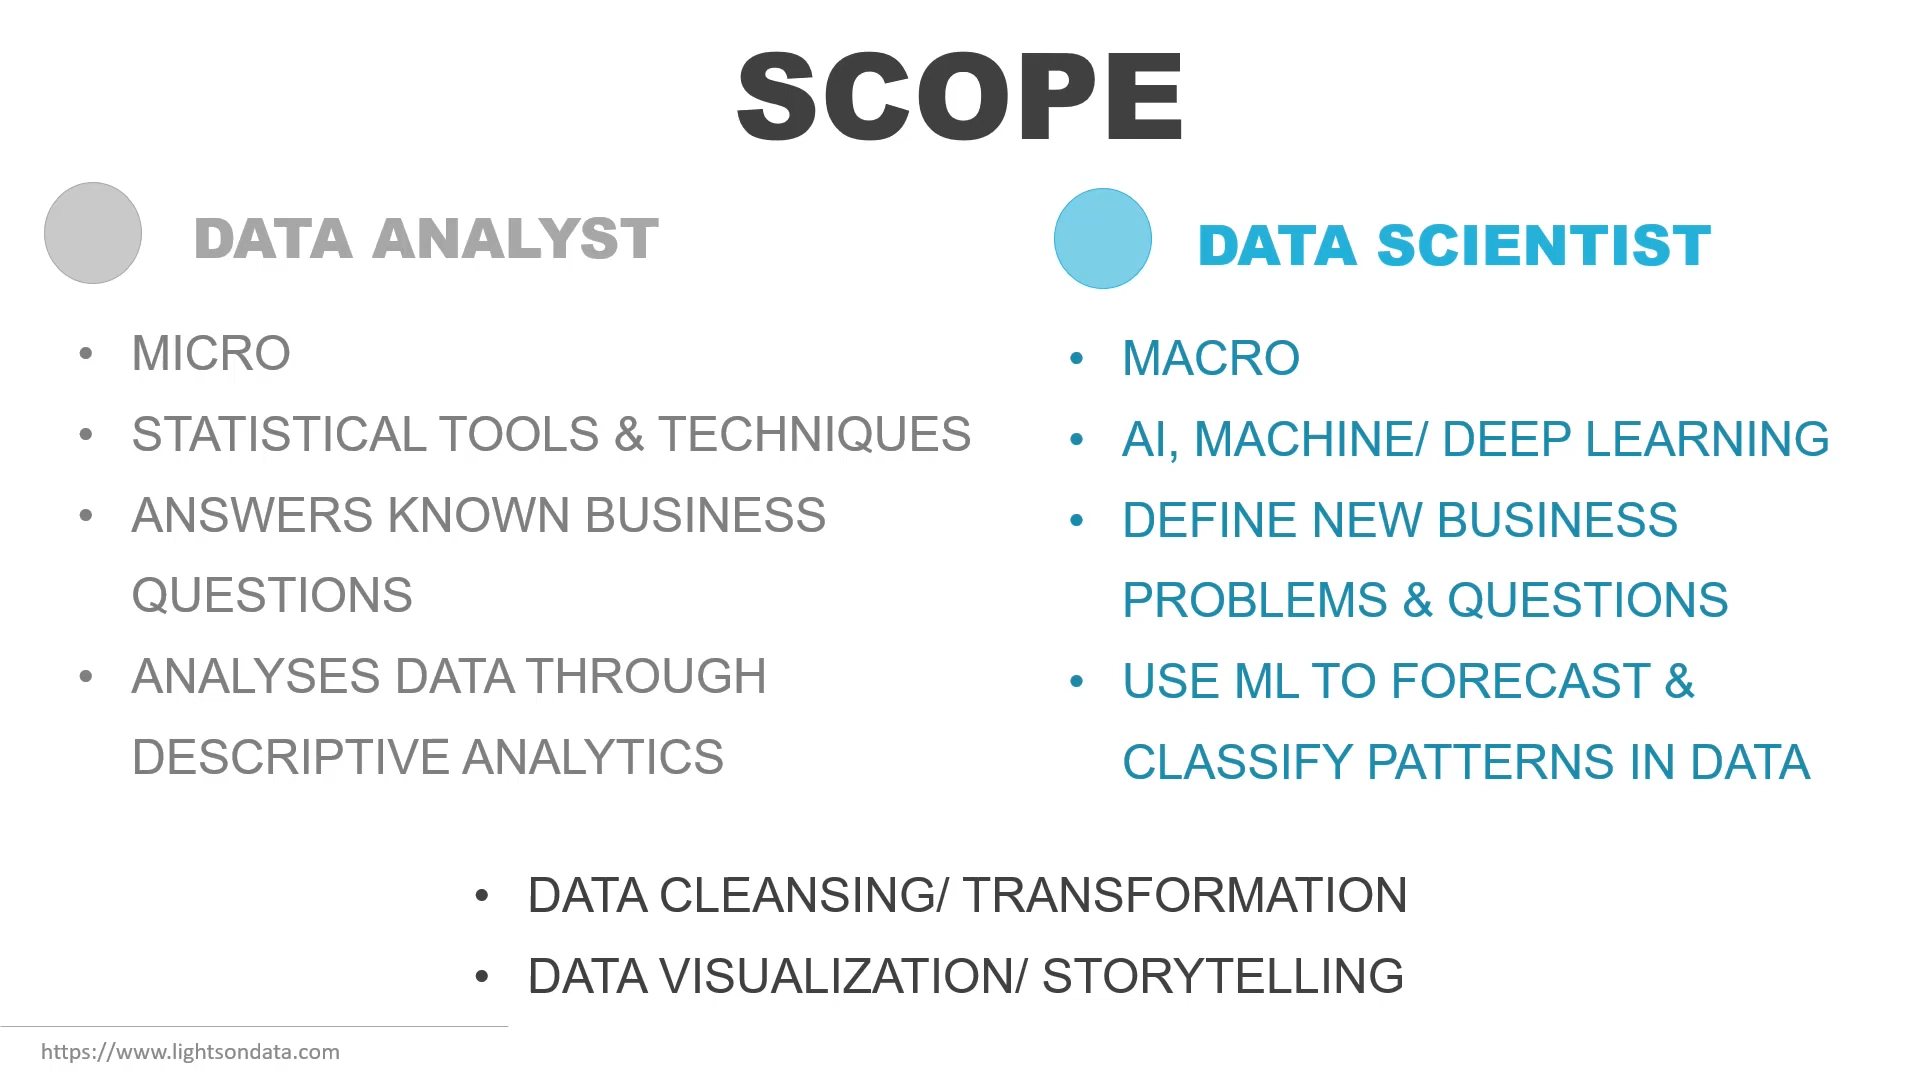 SCOPE
DATA ANALYST
• MICRO
• STATISTICAL TOOLS & TECHNIQUES
• ANSWERS KNOWN BUSINESS
QUESTIONS
• ANALYSES DATA THROUGH
DESCRIPTIVE ANALYTICS
DATA SCIENTIST
• MACRO
• AI, MACHINE/ DEEP LEARNING
• DEFINE NEW BUSINESS
PROBLEMS & QUESTIONS
• USE ML TO FORECAST &
CLASSIFY PATTERNS IN DATA
• DATA CLEANSING/ TRANSFORMATION
• DATA VISUALIZATION/ STORYTELLING
https://www.lightsondata.com